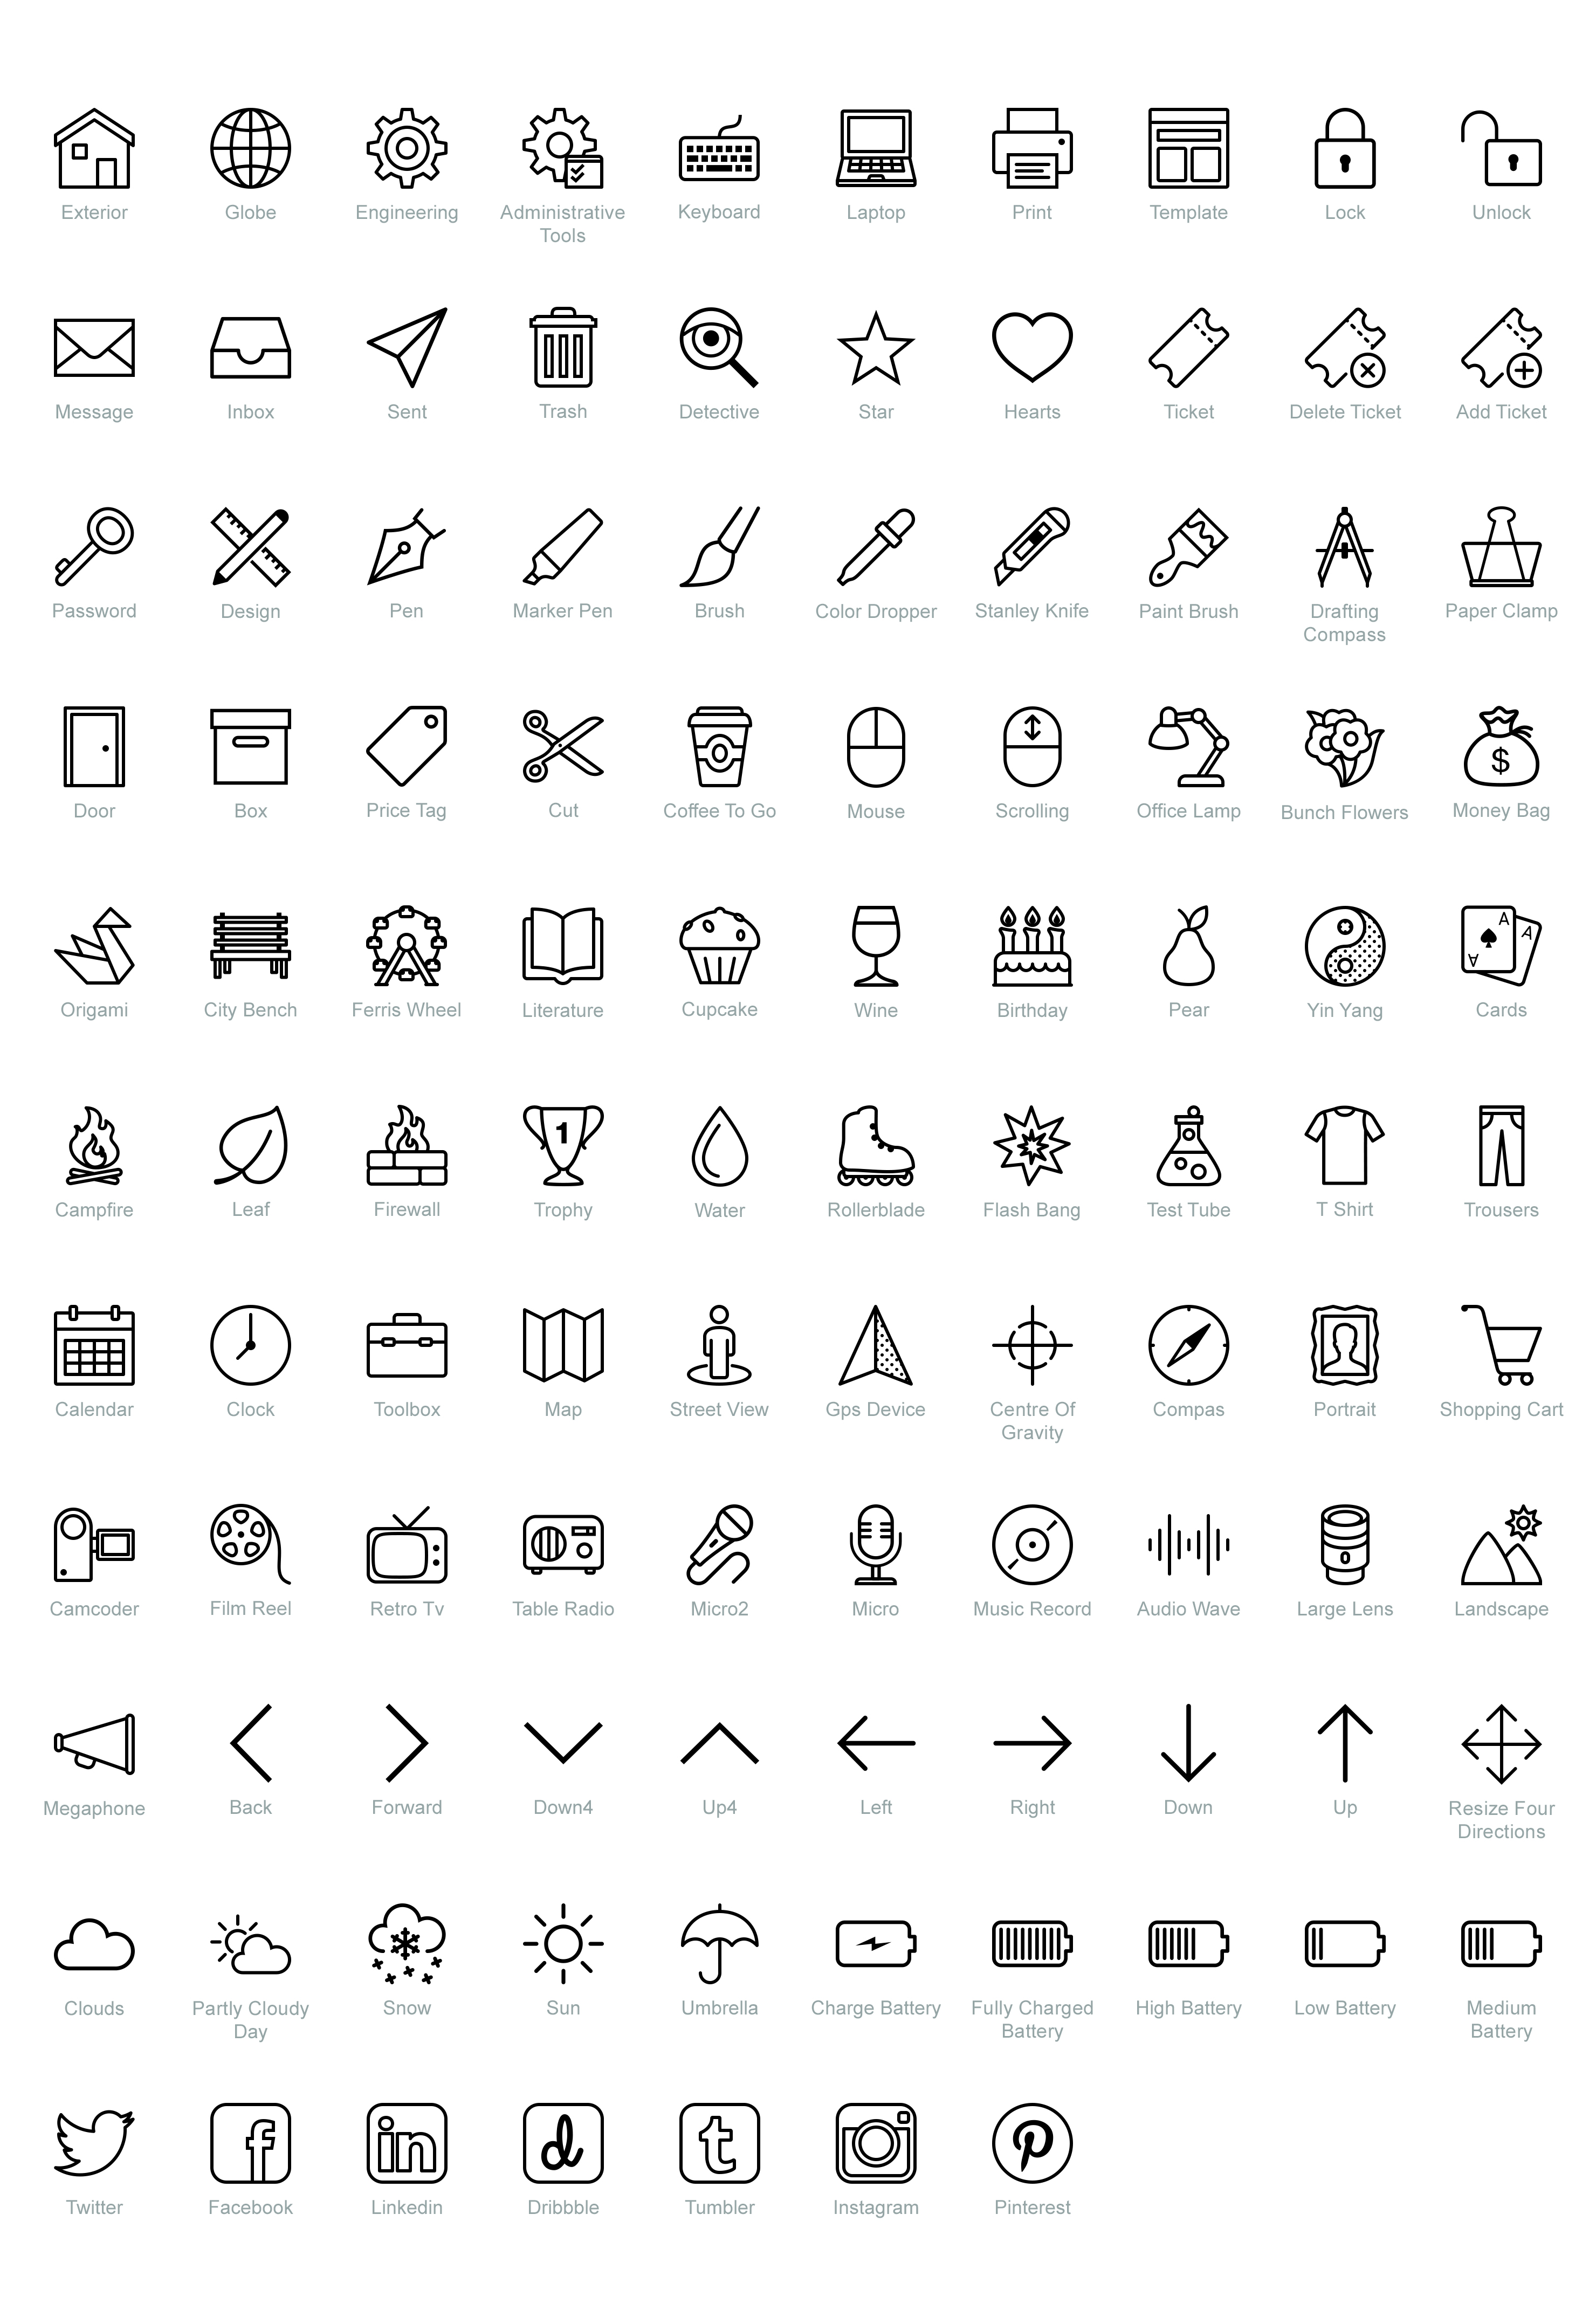 Exterior
Globe
Engineering
Administrative
Tools
Keyboard
Laptop
Print
Template
Lock
Unlock
Message
Inbox
Sent
Trash
Detective
Star
Hearts
Ticket
Delete Ticket
Add Ticket
Password
Design
Pen
Marker Pen
Brush
Color Dropper
Stanley Knife
Paint Brush
Drafting
Compass
Paper Clamp
$
Door
Box
Price Tag
Cut
Coffee To Go
Mouse
Scrolling
Office Lamp
Bunch Flowers
Money Bag
A
A
A
Origami
City Bench
Ferris Wheel
Literature
Cupcake
Wine
Birthday
Pear
Yin Yang
Cards
1
Campfire
Leaf
Firewall
Trophy
Water
Rollerblade
Flash Bang
Test Tube
T Shirt
Trousers
Calendar
Clock
Toolbox
Map
Street View
Gps Device
Centre Of
Gravity
Compas
Portrait
Shopping Cart
Camcoder
Film Reel
Retro Tv
Table Radio
Micro2
Micro
Music Record
Audio Wave
Large Lens
Landscape
Megaphone
Back
Forward
Down4
Up4
Left
Right
Down
Up
Resize Four
Directions
Clouds
Partly Cloudy
Day
Snow
Sun
Umbrella
Charge Battery
Fully Charged
Battery
High Battery
Low Battery
Medium
Battery
f
in
d
t
Twitter
Facebook
Linkedin
Dribbble
Tumbler
Instagram
Pinterest